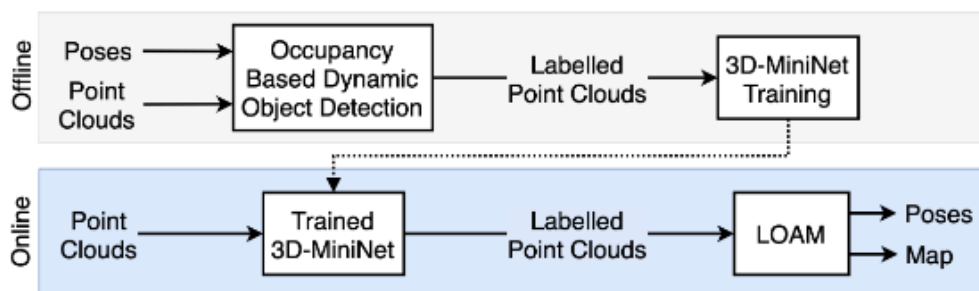 Offline
Poses
Point
Clouds
Occupancy
Based Dynamic
Object Detection
Labelled
Point Clouds
3D-MiniNet
Training
Online
Point
Clouds
Trained
3D-MiniNet
Labelled
Point Clouds
LOAM
Poses
Map